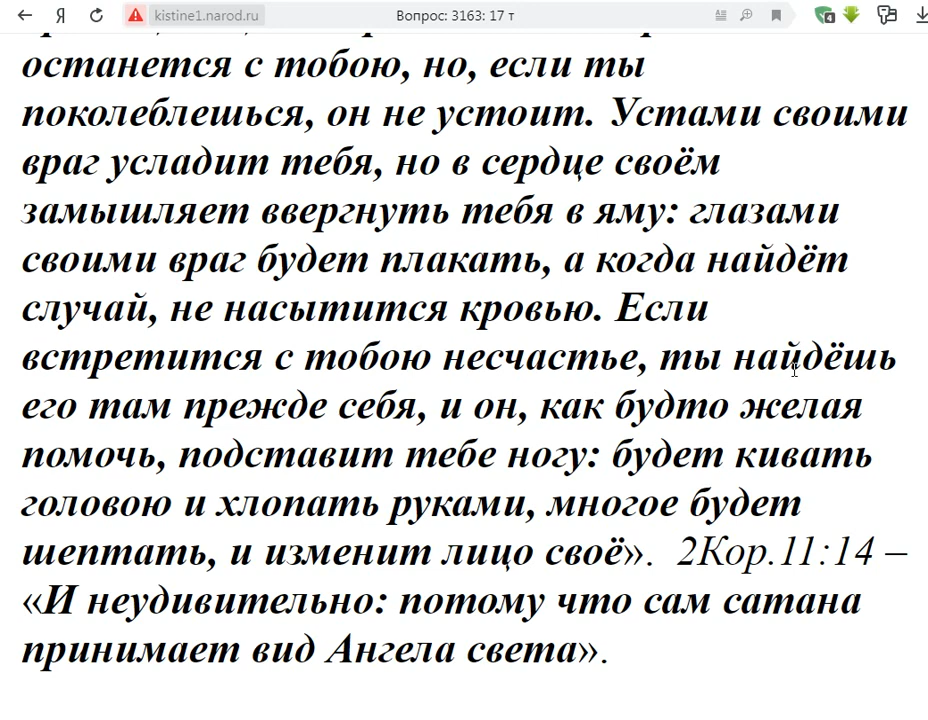 kistine1.narod.ru
Вопрос: 3163: 17 т
4
останется с тобою, но, если ты
поколеблешься, он не устоит. Устами своими
враг усладит тебя, но в сердце своём
замышляет ввергнуть тебя в яму: глазами
своими враг будет плакать, а когда найдёт
случай, не насытится кровью. Если
встретится с тобою несчастье, ты найдёшь
его там прежде себя, и он, как будто желая
помочь, подставит тебе ногу: будет кивать
головою и хлопать руками, многое будет
шептать, и изменит лицо своё». 2Кор.11:14 –
«И неудивительно: потому что сам сатана
принимает вид Ангела света».